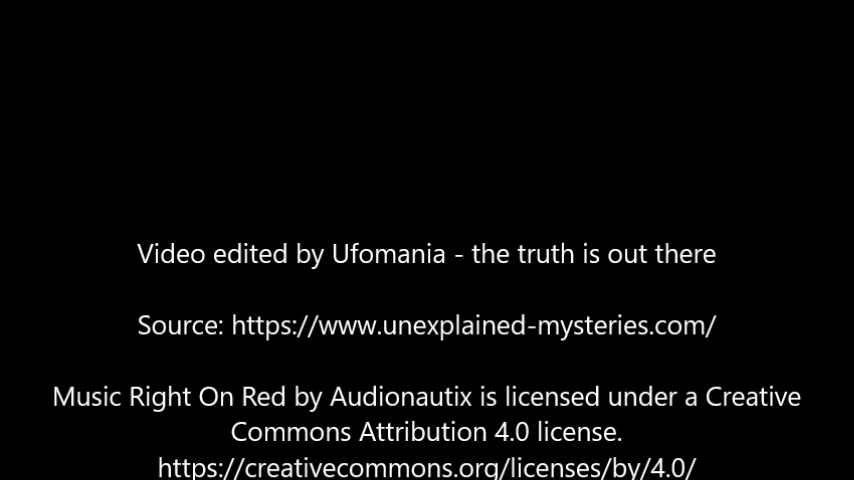 Video edited by Ufomania - the truth is out there
Source: https://www.unexplained-mysteries.com/
Music Right On Red by Audionautix is licensed under a Creative
Commons Attribution 4.0 license.
https://creativecommons.org/licenses/by/4.0/